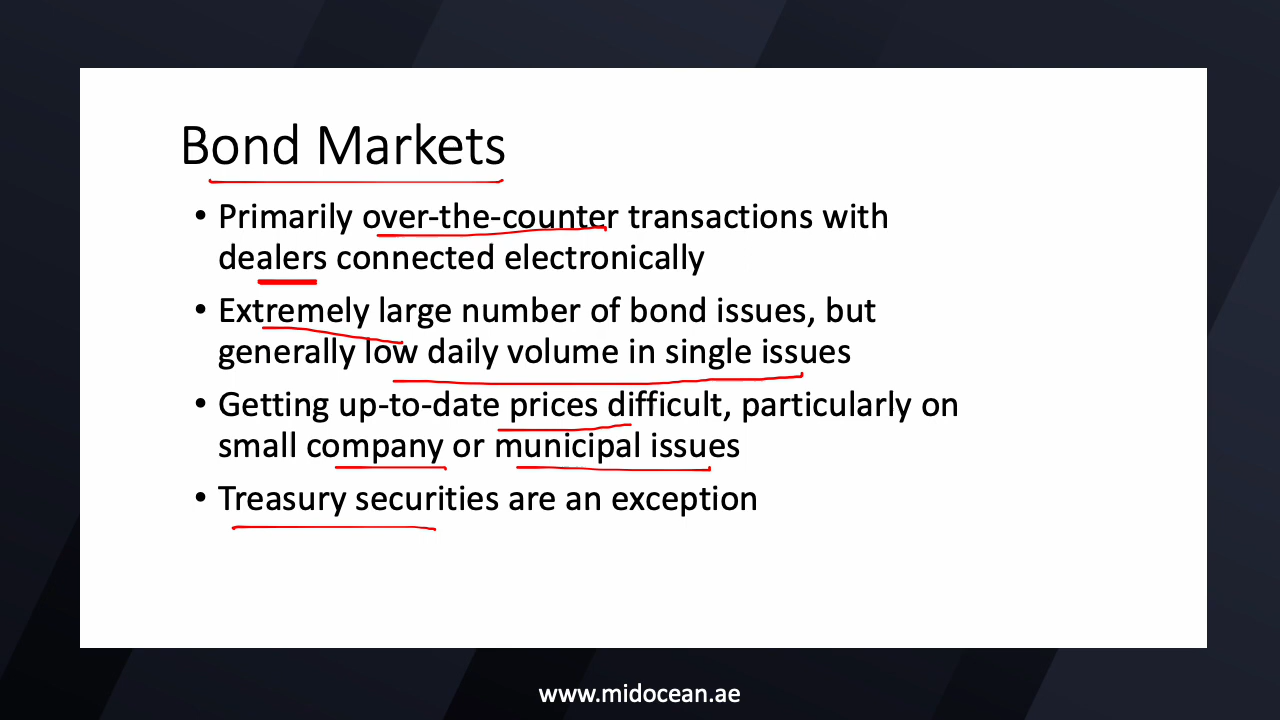 Bond Markets
• Primarily over-the-counter transactions with
dealers connected electronically
• Extremely large number of bond issues, but
generally low daily volume in single issues
• Getting up-to-date prices difficult, particularly on
small company or municipal issues
• Treasury securities are an exception
www.midocean.ae